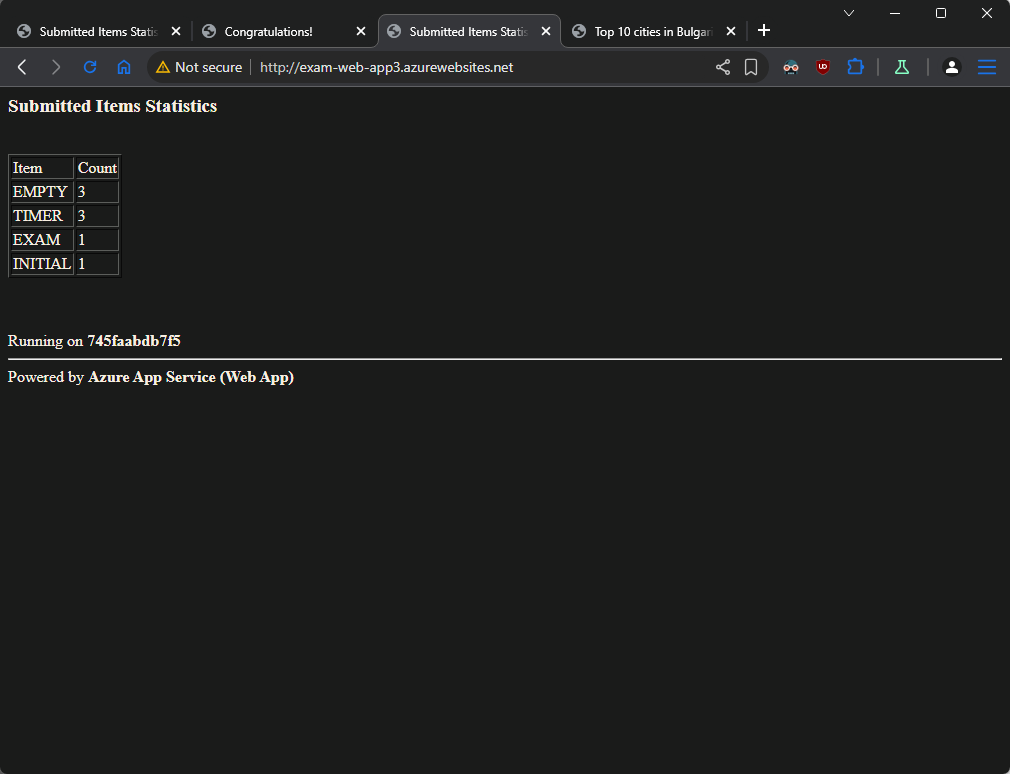 Submitted Items Statis
Congratulations!
Submitted Items Statis
Top 10 cities in Bulgari
Not secure
http://exam-web-app3.azurewebsites.net
Submitted Items Statistics
Item Count
EMPTY 3
TIMER 3
EXAM 1
INITIAL 1
Running on 745faabdb7f5
Powered by Azure App Service (Web App)